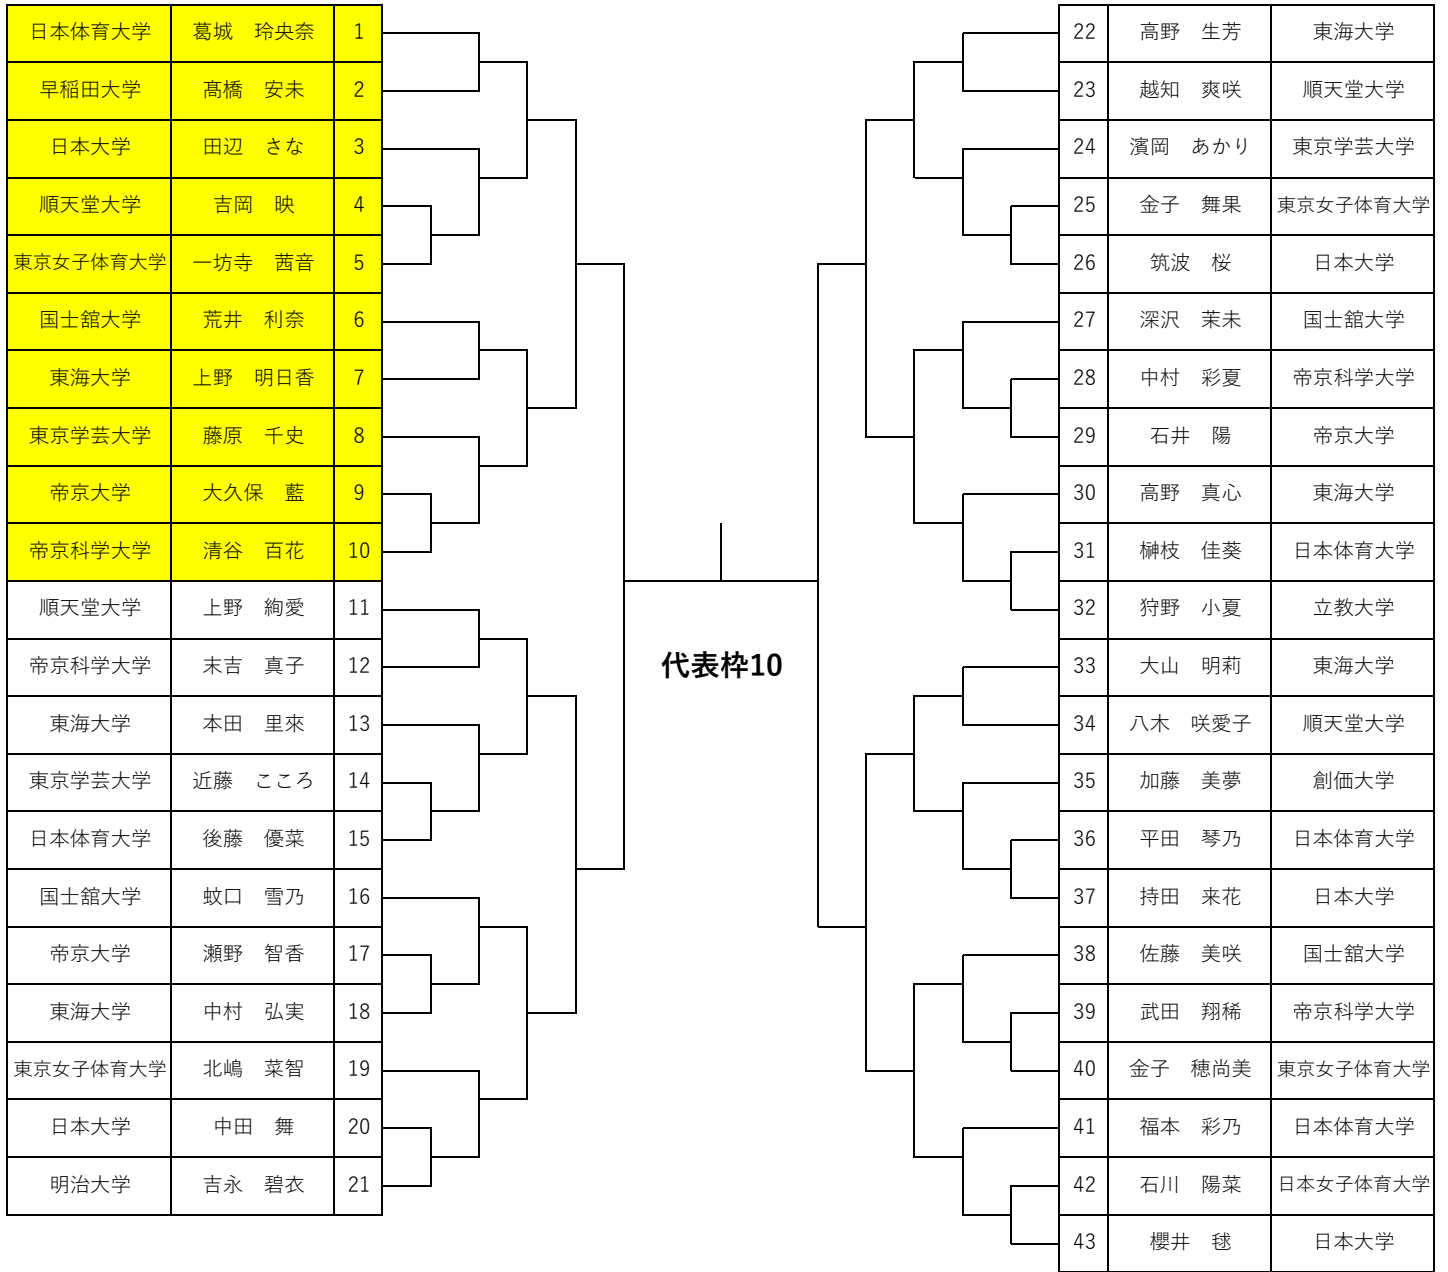 日本体育大学 葛城　玲央奈 1
早稲田大学 髙橋　安未 2
日本大学 田辺　さな 3
順天堂大学 吉岡　映 4
東京女子体育大学 一坊寺　茜音 5
国士舘大学 荒井　利奈 6
東海大学 上野　明日香 7
東京学芸大学 藤原　千史 8
帝京大学 大久保　藍 9
帝京科学大学 清谷　百花 10
順天堂大学 上野　絢愛 11
帝京科学大学 末吉　真子 12
東海大学 本田　里來 13
東京学芸大学 近藤　こころ 14
日本体育大学 後藤　優菜 15
国士舘大学 蚊口　雪乃 16
帝京大学 瀬野　智香 17
東海大学 中村　弘実 18
東京女子体育大学 北嶋　菜智 19
日本大学 中田　舞 20
明治大学 吉永　碧衣 21
代表枠10
22 高野　生芳 東海大学
23 越知　爽咲 順天堂大学
24 濱岡　あかり 東京学芸大学
25 金子　舞果 東京女子体育大学
26 筑波　桜 日本大学
27 深沢　茉未 国士舘大学
28 中村　彩夏 帝京科学大学
29 石井　陽 帝京大学
30 高野　真心 東海大学
31 榊枝　佳葵 日本体育大学
32 狩野　小夏 立教大学
33 大山　明莉 東海大学
34 八木　咲愛子 順天堂大学
35 加藤　美夢 創価大学
36 平田　琴乃 日本体育大学
37 持田　来花 日本大学
38 佐藤　美咲 国士舘大学
39 武田　翔稀 帝京科学大学
40 金子　穂尚美 東京女子体育大学
41 福本　彩乃 日本体育大学
42 石川　陽菜 日本女子体育大学
43 櫻井　毬 日本大学